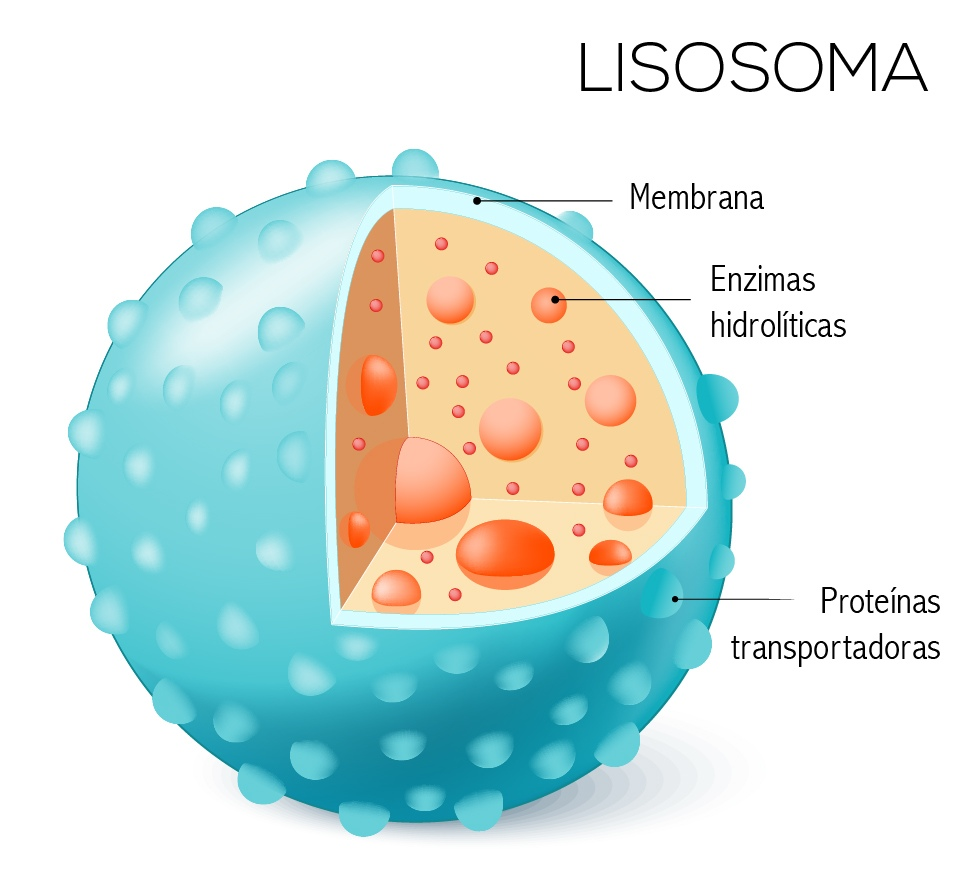 LISOSOMA
Membrana
Enzimas
hidrolíticas
Proteínas
transportadoras